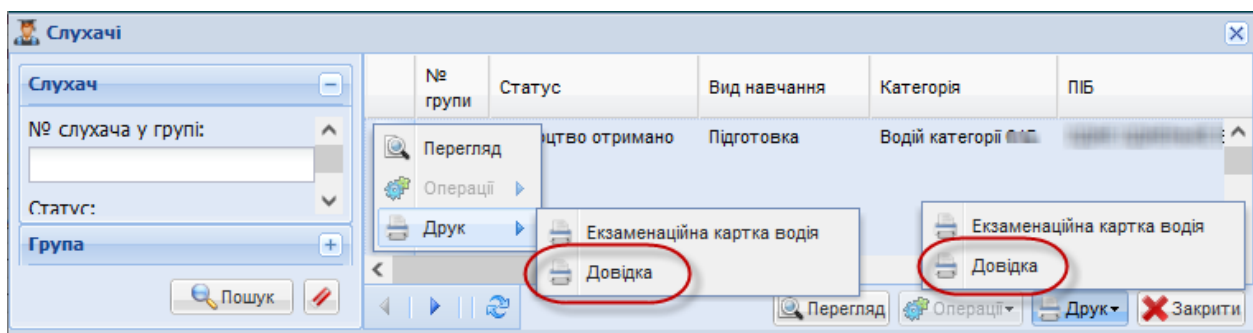 Слухачі
Слухач
№ слухача у групі:
Статус:
Група
Пошук
№ групи
Статус
Вид навчання
Категорія
ПІБ
отримано
Підготовка
Водій категорії
Перегляд
Операції
Друк
Екзаменаційна картка водія
Довідка
Екзаменаційна картка водія
Довідка
Перегляд
Операції
Друк
Закрити